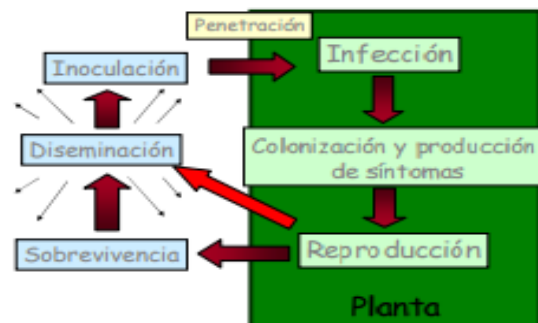 Penetración
Inoculación
Infección
Diseminación
Colonización y producción
de síntomas
Sobrevivencia
Reproducción
Planta